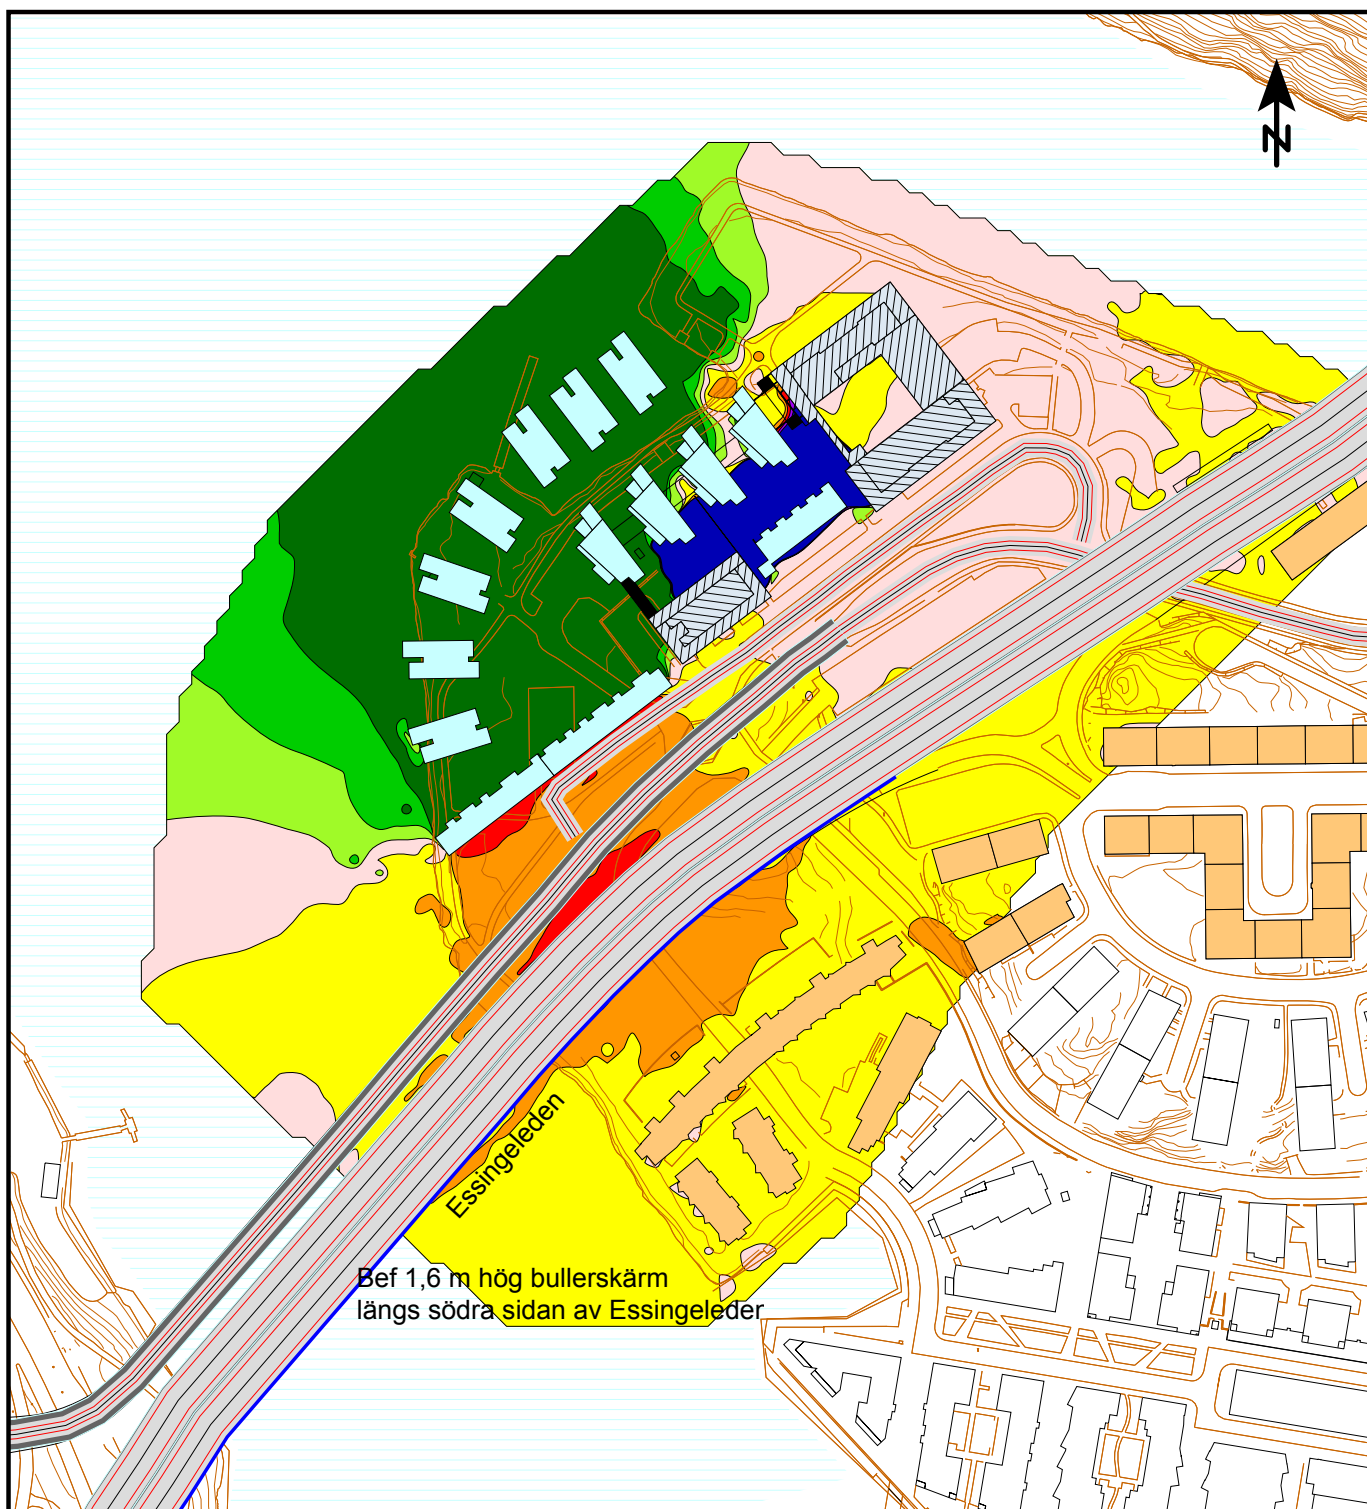 N
Essingeleden
Bef 1,6 m hög bullerskärm
längs södra sidan av Essingeleder